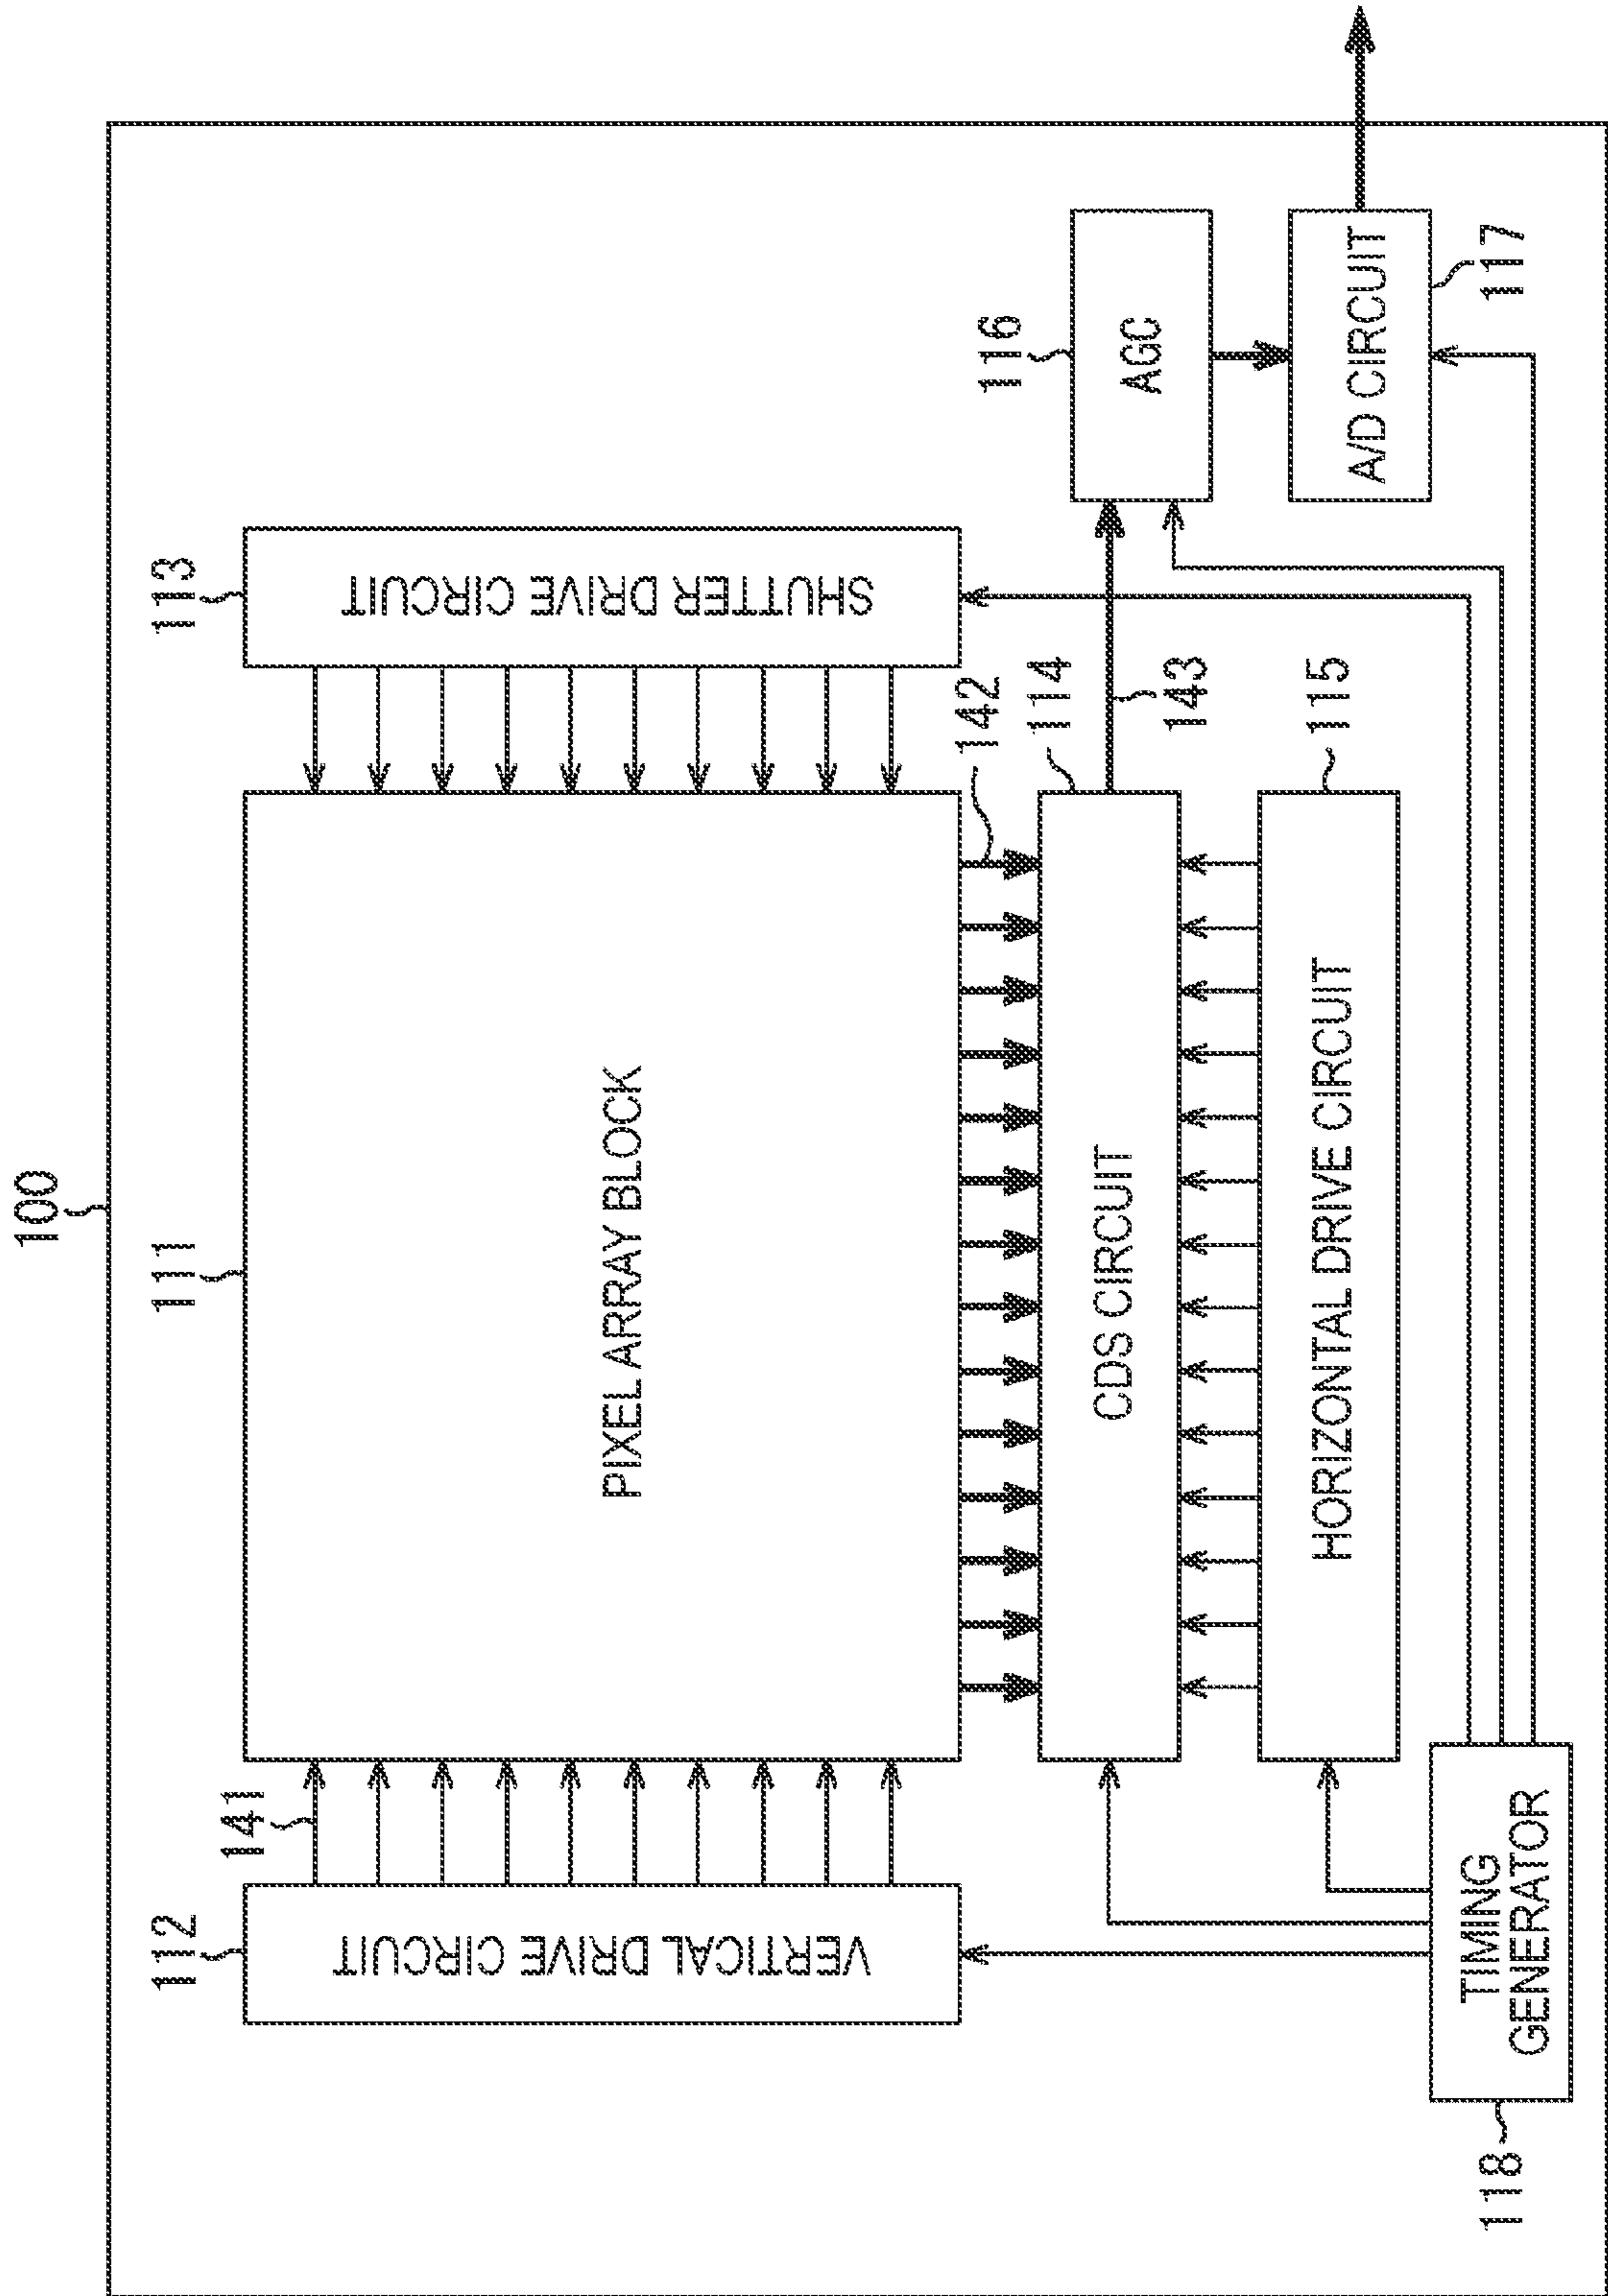 100
111
112
113
141
PIXEL ARRAY BLOCK
VERTICAL DRIVE CIRCUIT
SHUTTER DRIVE CIRCUIT
142
114
116
CDS CIRCUIT
AGC
143
115
HORIZONTAL DRIVE CIRCUIT
A/D CIRCUIT
117
TIMING
GENERATOR
118